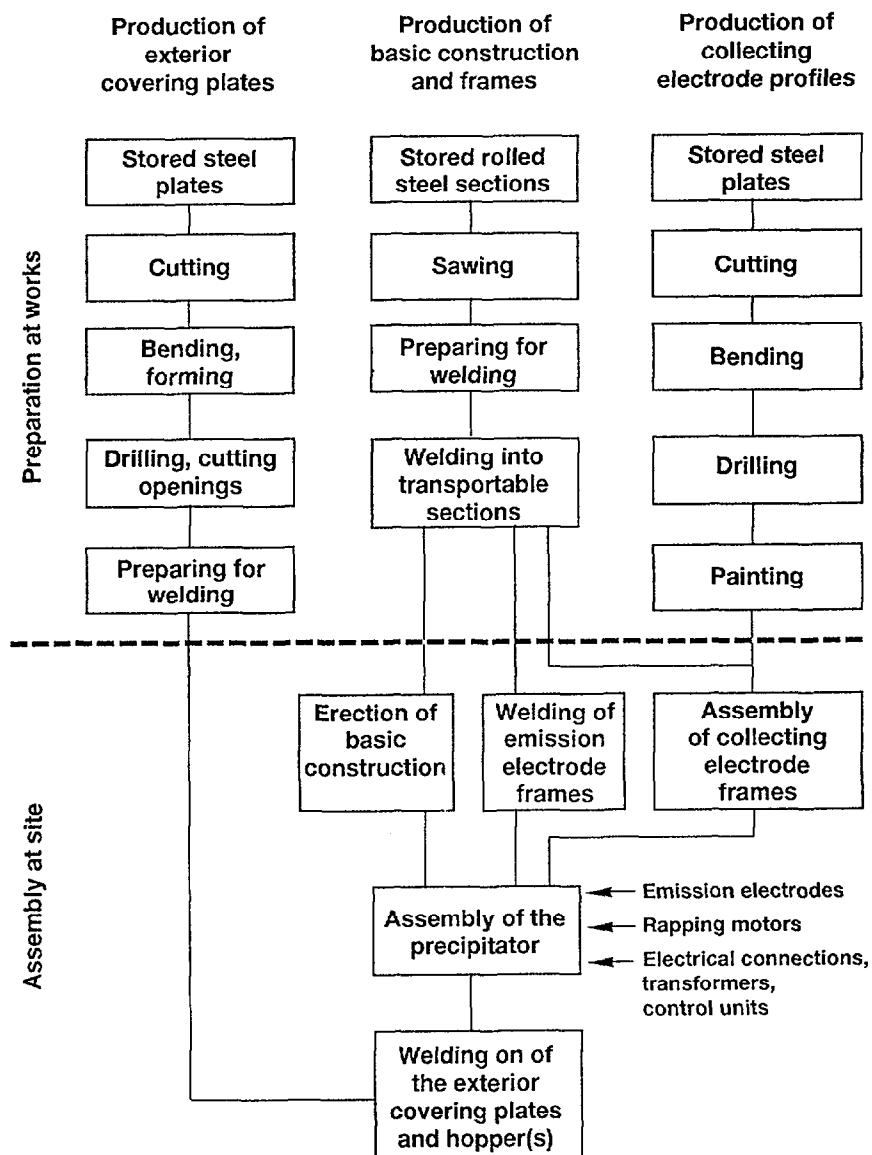 Production of
exterior
covering plates
Production of
basic construction
and frames
Production of
collecting
electrode profiles
Preparation at works
Stored steel
plates
Stored rolled
steel sections
Stored steel
plates
Cutting
Sawing
Cutting
Bending,
forming
Preparing for
welding
Bending
Drilling, cutting
openings
Welding into
transportable
sections
Drilling
Preparing for
welding
Painting
Assembly at site
Erection of
basic
construction
Welding of
emission
electrode
frames
Assembly
of collecting
electrode
frames
Assembly of the
precipitator
Emission electrodes
Rapping motors
Electrical connections,
transformers,
control units
Welding on of
the exterior
covering plates
and hopper(s)